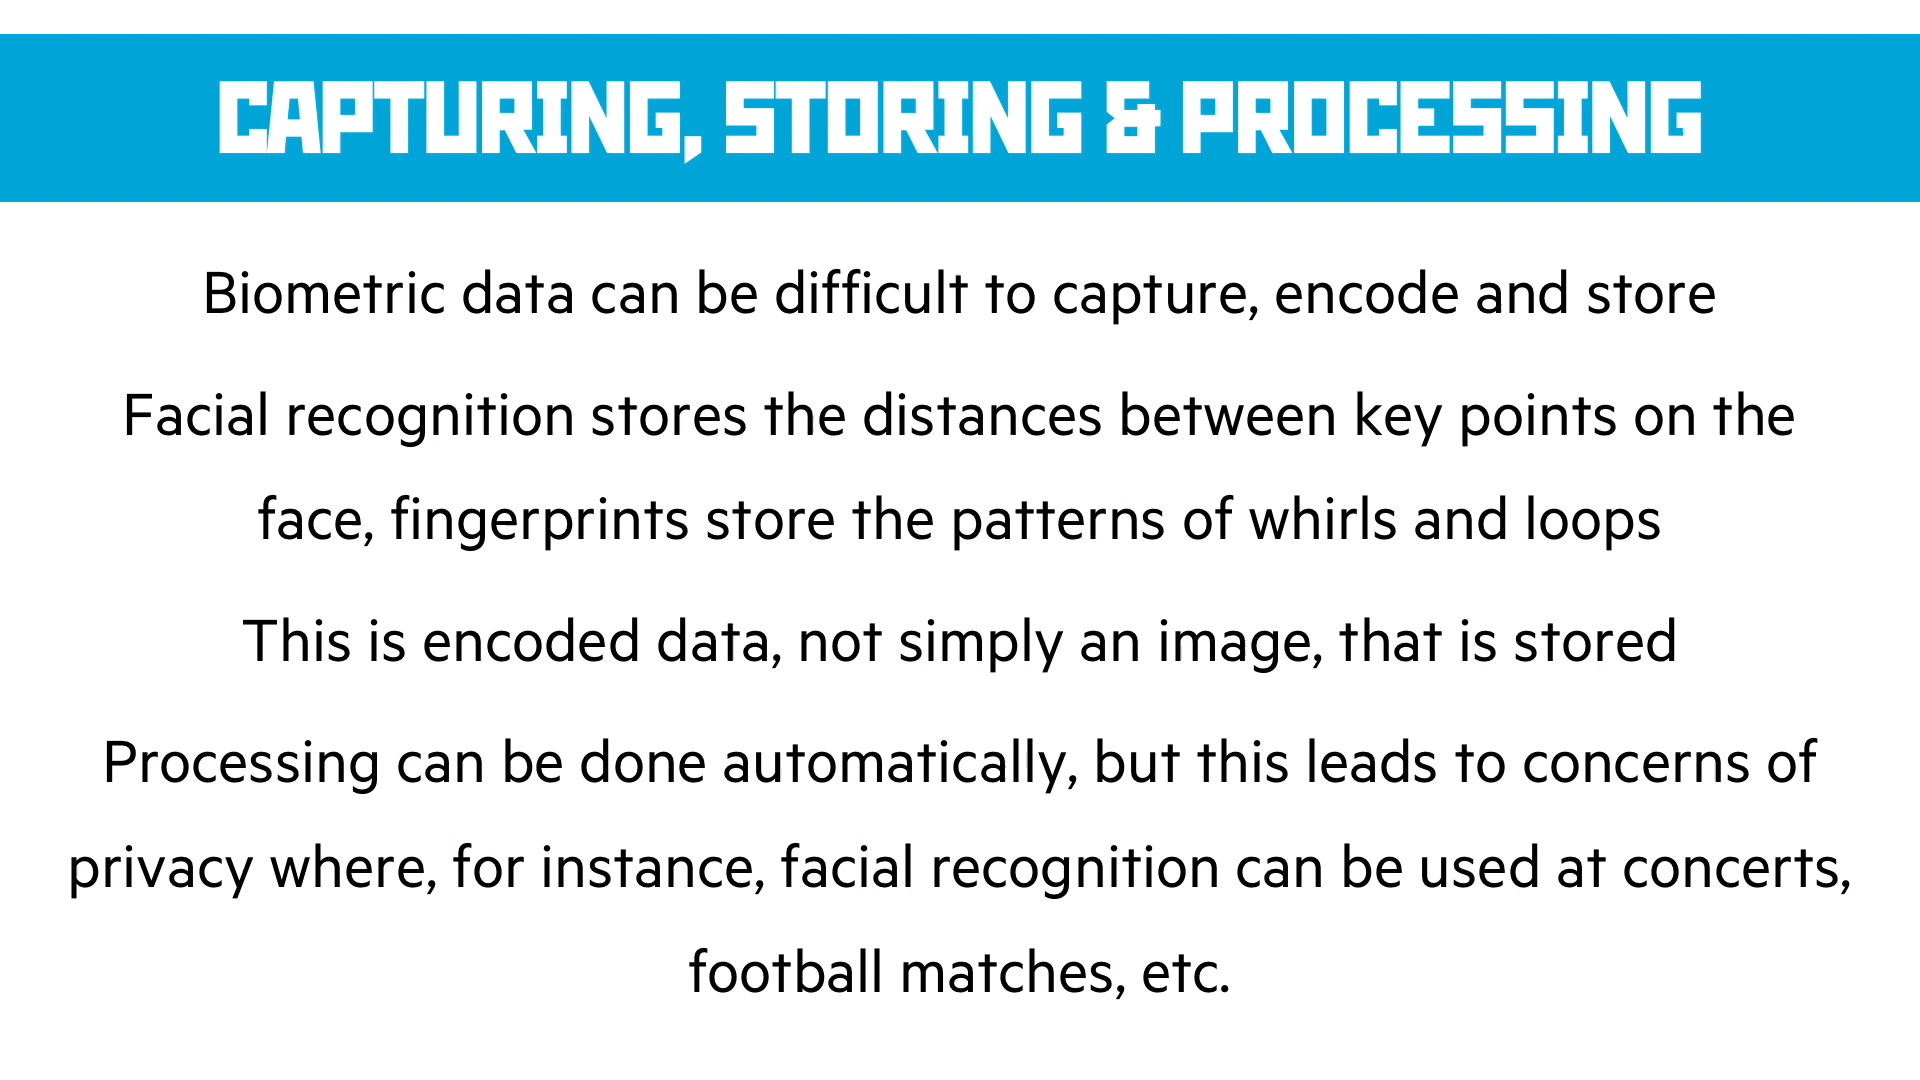 CAPTURING, STORING & PROCESSING
Biometric data can be difficult to capture, encode and store
Facial recognition stores the distances between key points on the
face, fingerprints store the patterns of whirls and loops
This is encoded data, not simply an image, that is stored
Processing can be done automatically, but this leads to concerns of
privacy where, for instance, facial recognition can be used at concerts,
football matches, etc.